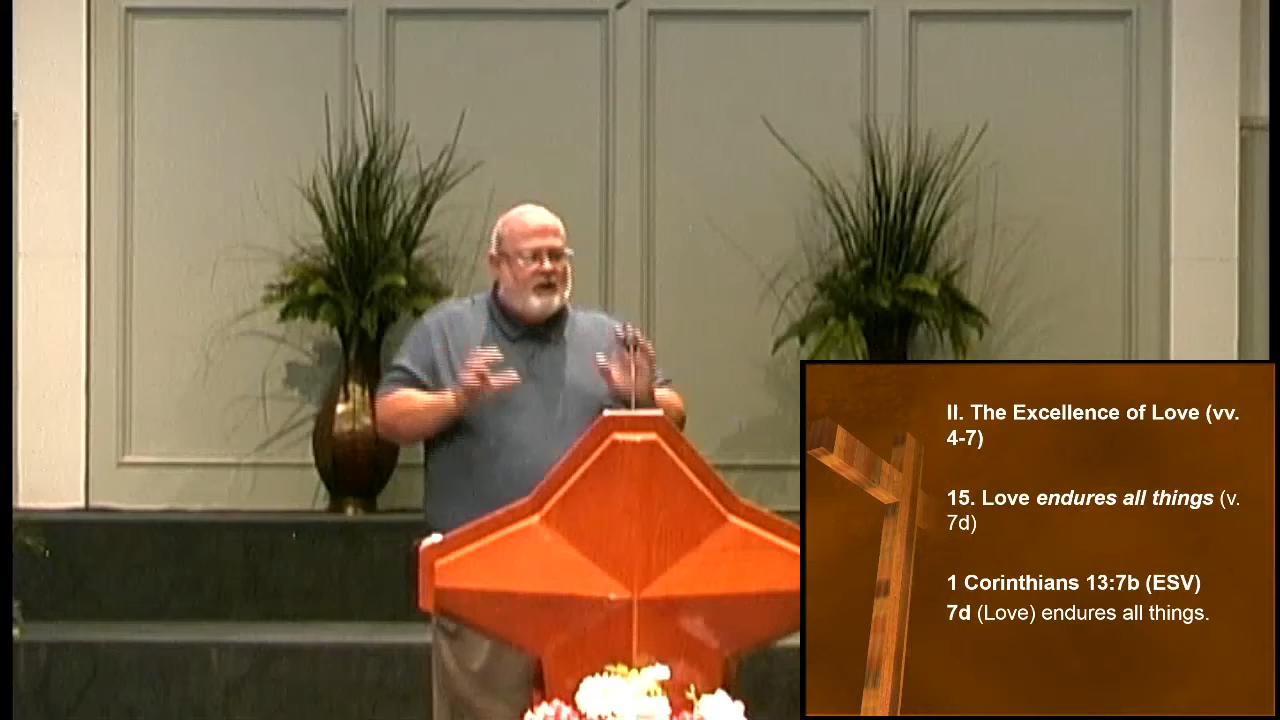 II. The Excellence of Love (vv.
4-7)
15. Love endures all things (v.
7d)
1 Corinthians 13:7b (ESV)
7d (Love) endures all things.